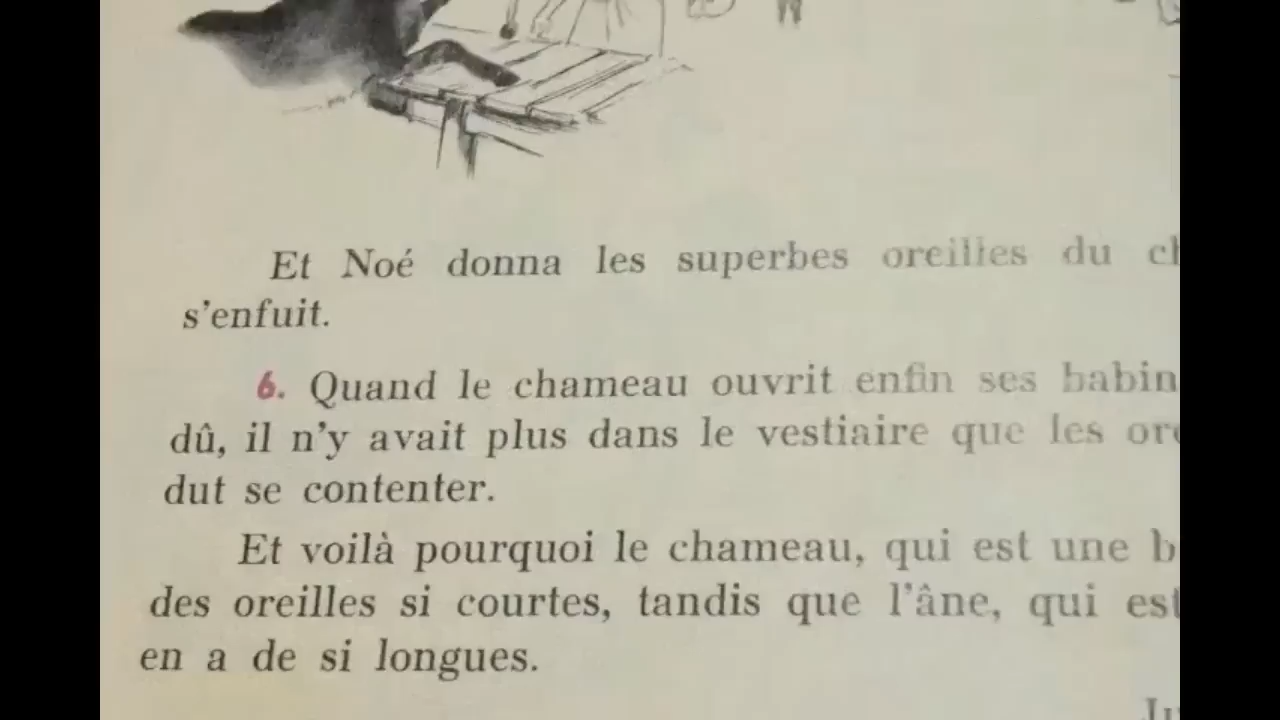 Et Noé donna les superbes oreilles du
s'enfuit.
6. Quand le chameau ouvrit enfin ses
dû, il n'y avait plus dans le vestiaire que les
dut se contenter.
Et voilà pourquoi le chameau, qui est une
des oreilles si courtes, tandis que l'âne, qui est
en a de si longues.